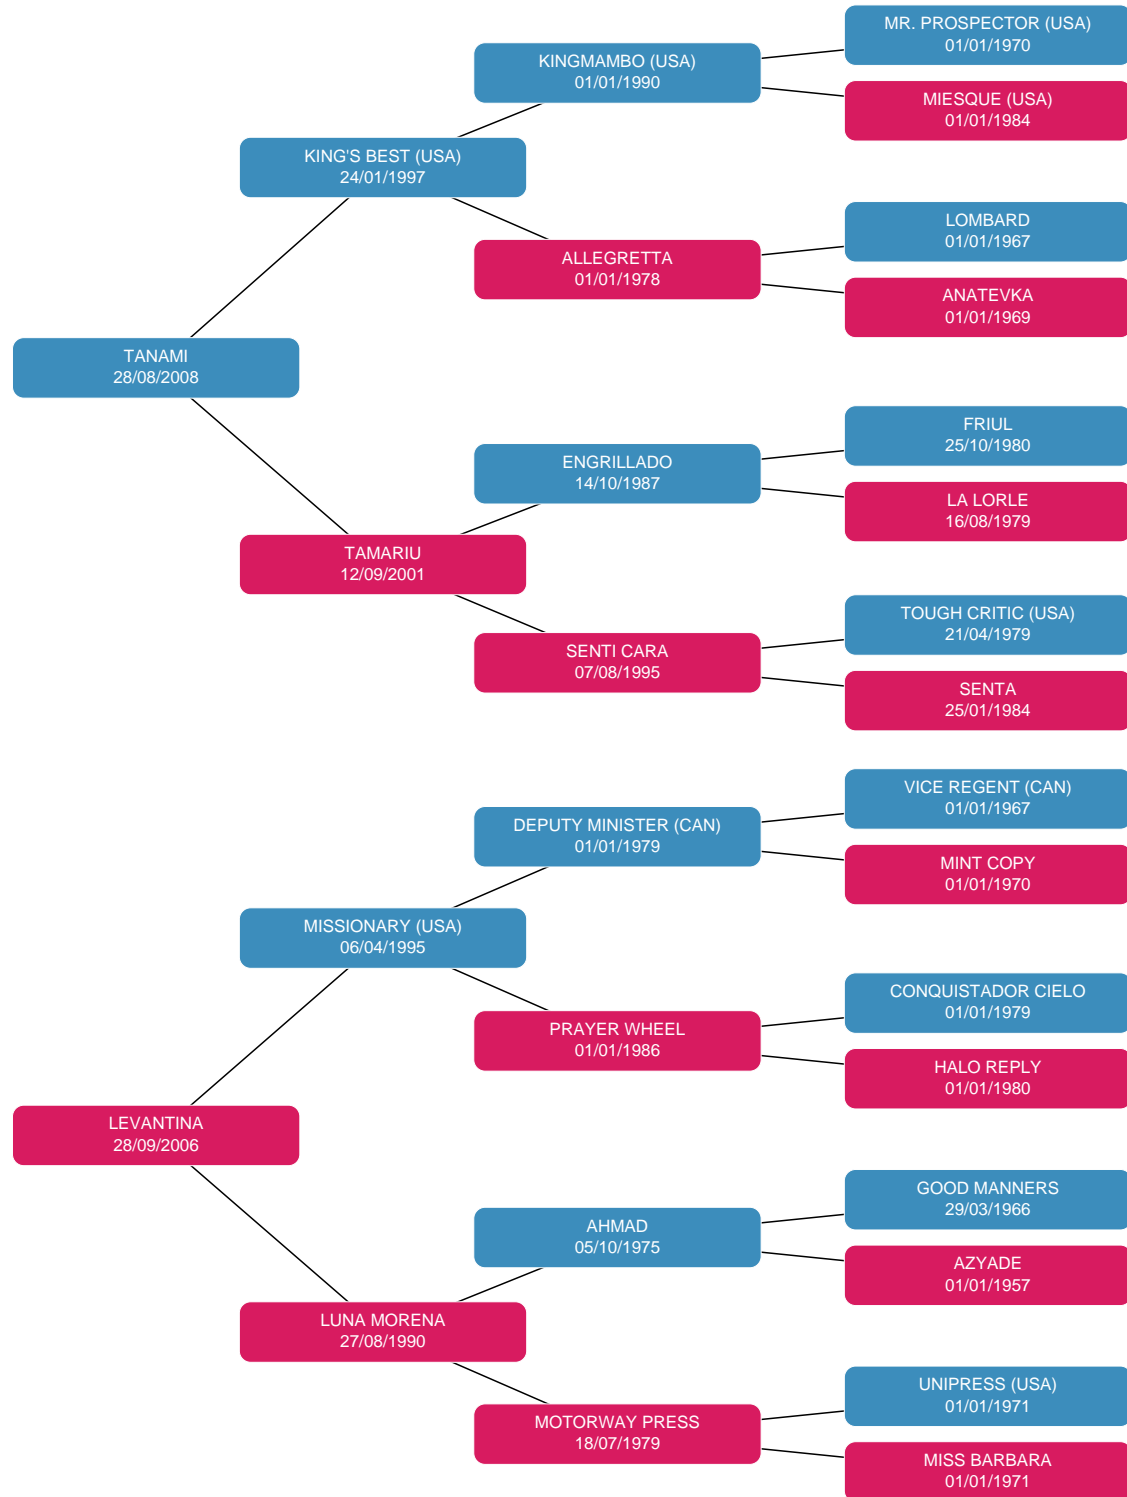 MR. PROSPECTOR (USA)
01/01/1970
KINGMAMBO (USA)
01/01/1990
MIESQUE (USA)
01/01/1984
KING'S BEST (USA)
24/01/1997
LOMBARD
01/01/1967
ALLEGRETTA
01/01/1978
ANATEVKA
01/01/1969
TANAMI
28/08/2008
FRIUL
25/10/1980
ENGRILLADO
14/10/1987
LA LORLE
16/08/1979
TAMARIU
12/09/2001
TOUGH CRITIC (USA)
21/04/1979
SENTI CARA
07/08/1995
SENTA
25/01/1984
VICE REGENT (CAN)
01/01/1967
DEPUTY MINISTER (CAN)
01/01/1979
MINT COPY
01/01/1970
MISSIONARY (USA)
06/04/1995
CONQUISTADOR CIELO
01/01/1979
PRAYER WHEEL
01/01/1986
HALO REPLY
01/01/1980
LEVANTINA
28/09/2006
GOOD MANNERS
29/03/1966
AHMAD
05/10/1975
AZYADE
01/01/1957
LUNA MORENA
27/08/1990
UNIPRESS (USA)
01/01/1971
MOTORWAY PRESS
18/07/1979
MISS BARBARA
01/01/1971